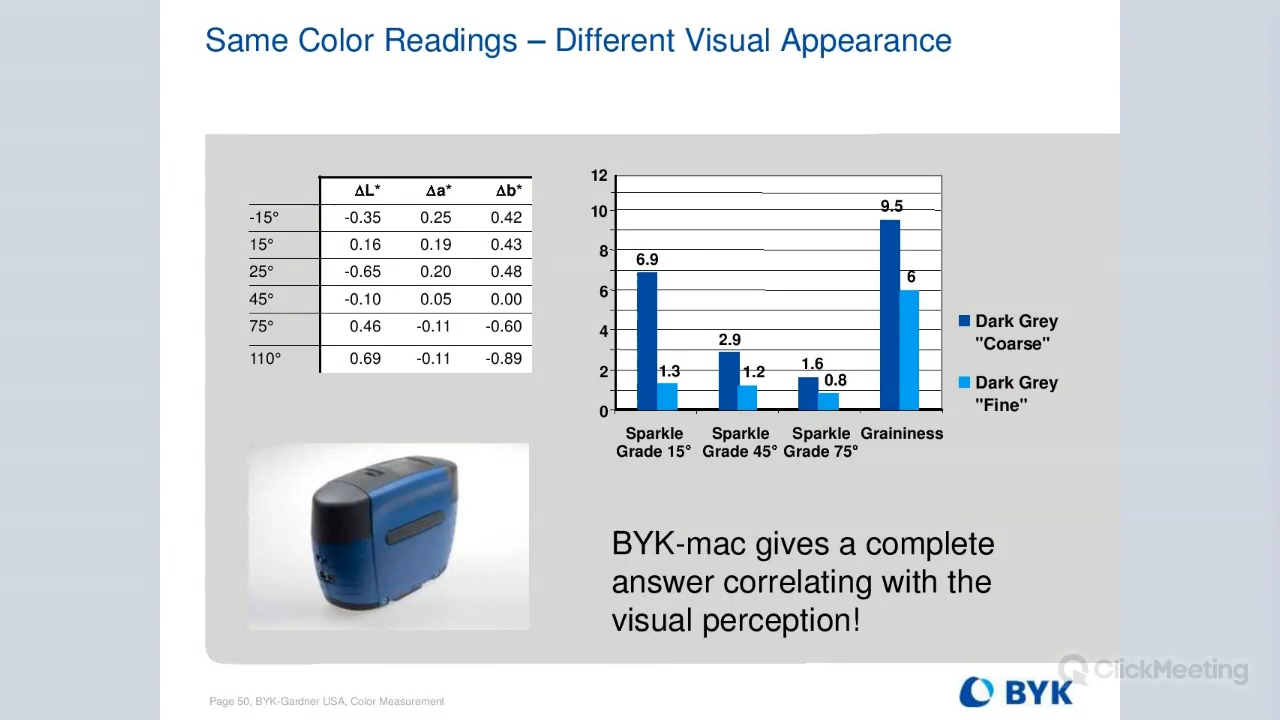 Same Color Readings – Different Visual Appearance
ΔL* Δa* Δb*
-15° -0.35 0.25 0.42
15° 0.16 0.19 0.43
25° -0.65 0.20 0.48
45° -0.10 0.05 0.00
75° 0.46 -0.11 -0.60
110° 0.69 -0.11 -0.89
12
10
8
6
4
2
0
6.9
1.3
2.9
1.2
1.6
0.8
9.5
6
Sparkle
Grade 15°
Sparkle
Grade 45°
Sparkle
Grade 75°
Graininess
Dark Grey
"Coarse"
Dark Grey
"Fine"
BYK-mac gives a complete
answer correlating with the
visual perception!
ClickMeeting
Page 50, BYK-Gardner USA, Color Measurement
BYK